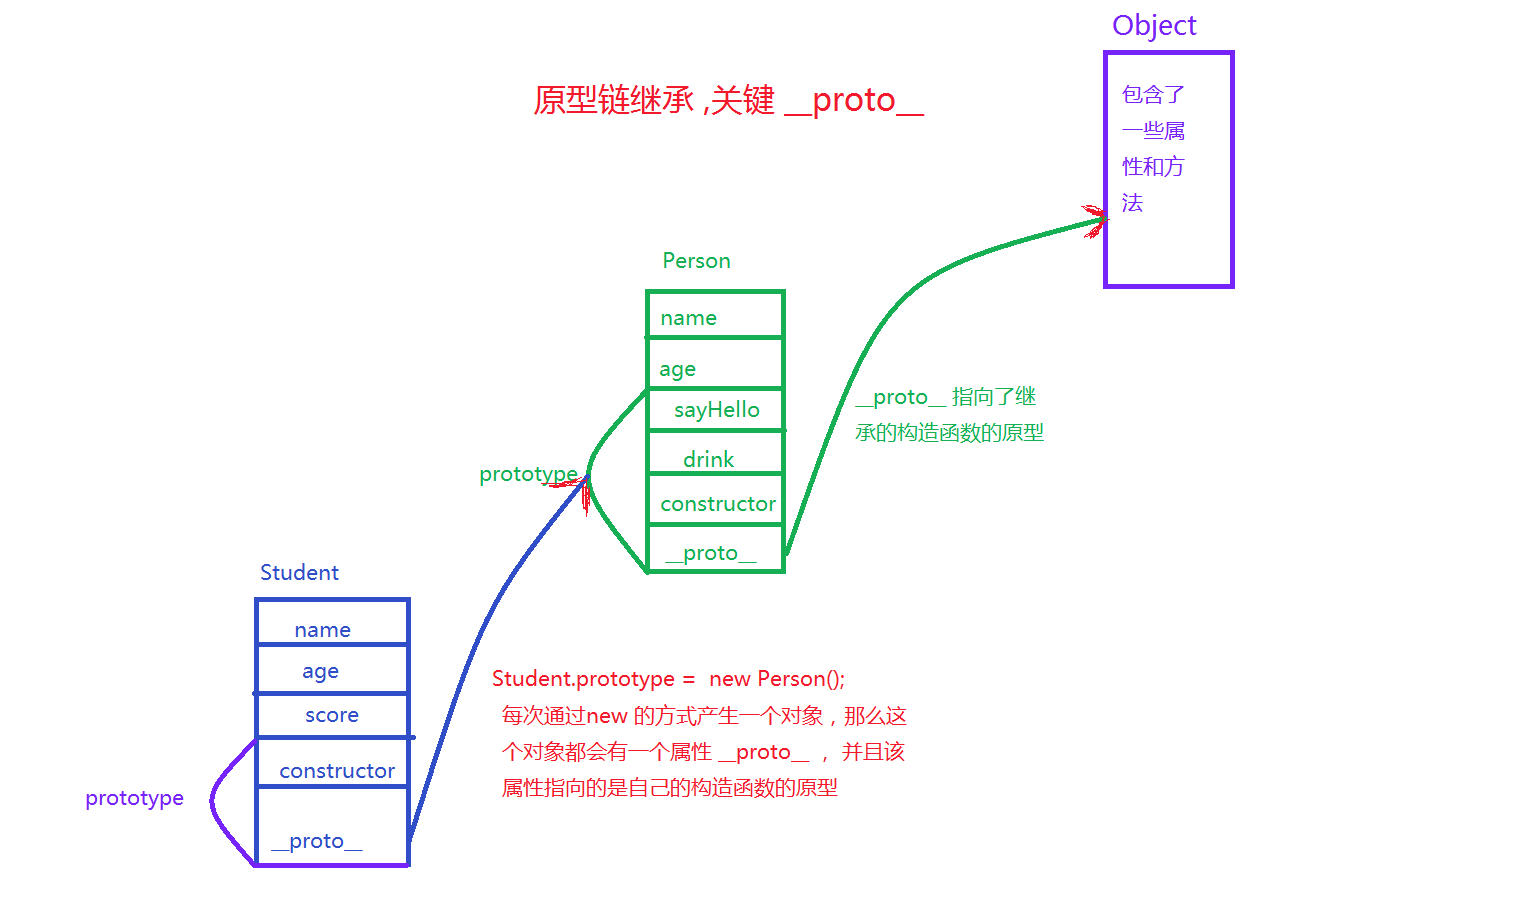 Object
包含了
一些属
性和方
法
原型链继承 ,关键 __proto__
Person
name
age
sayHello
drink
constructor
__proto__
prototype
__proto__ 指向了继
承的构造函数的原型
Student
name
age
score
constructor
__proto__
prototype
Student.prototype = new Person();
每次通过new 的方式产生一个对象，那么这
个对象都会有一个属性 __proto__ ， 并且该
属性指向的是自己的构造函数的原型